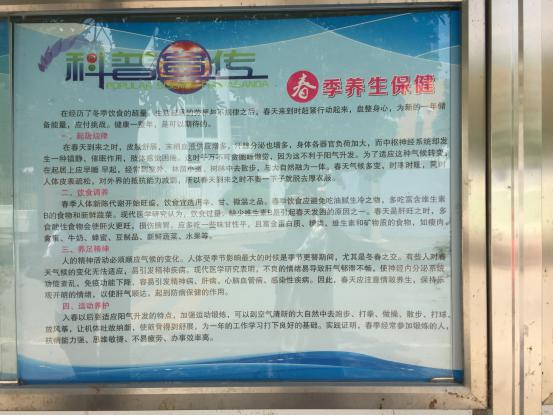 科普宣传
POPULAR SCIENCE PROPAGANDA
春季养生保健
在经历了冬季饮食的超量、生活起居的无规律之后，春天来到时赶紧行动起来，盘整身心，为新的一年储
备能量，应付挑战。健康一整年，是可以期待的。
一、起居规律
在春天到来之时，皮肤舒展，末梢血液供应增多，汗腺分泌也增多，身体各器官负荷加大，而中枢神经系统却发
生一种镇静、催眠作用，肢体感觉困倦。这时千万不可贪图睡懒觉，因为这不利于阳气升发。为了适应这种气候转变，
在起居上应早睡早起，经常到室外、林荫小道、树林中去散步，与大自然融为一体。春天气候多变，时寒时暖，同时
人体皮表疏松，对外界的抵抗能力减弱，所以春天到来之时不要一下子就脱去厚衣服。
二、饮食调养
春季人体新陈代谢开始旺盛，饮食宜选用辛、甘、微温之品。春季饮食应避免吃油腻生冷之物，多吃富含维生素
B的食物和新鲜蔬菜。现代医学研究认为，饮食过量、缺少维生素B是引起春天发困的原因之一。春天是肝旺之时，多
食酸性食物会使肝火更旺，损伤脾胃。应多吃一些味甘性平，且富含蛋白质、糖类、维生素和矿物质的食物，如瘦肉、
禽蛋、牛奶、蜂蜜、豆制品、新鲜蔬菜、水果等。
三、养足精神
人的精神活动必须顺应气候的变化。人体受季节影响最大的时候是季节更替期间，尤其是冬春之交。有些人对春
天气候的变化无法适应，易引发精神疾病。现代医学研究表明，不良的情绪易导致肝气郁滞不畅，使神经内分泌系统
功能紊乱，免疫功能下降，容易引发精神病、肝病、心脑血管病、感染性疾病。因此，春天应注意情致养生，保持乐
观开朗的情绪，以使肝气顺达，起到防病保健的作用。
四、运动养护
入春以后到适应阳气升发的特点，加强运动锻炼，可以到空气清新的大自然中去跑步、打拳、做操、散步、打球、
放风筝，让机体吐故纳新，使筋骨得到舒展，为一年的工作学习打下良好的基础。实践证明，春季经常参加锻炼的人，
抗病能力强、思维敏捷、不易疲劳、办事效率高。